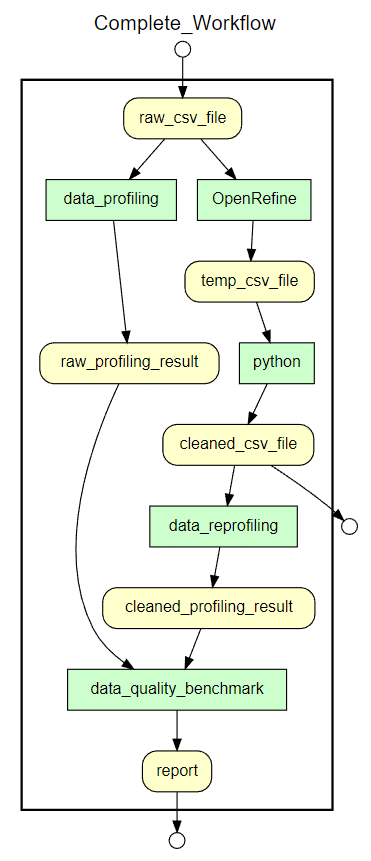 Complete_Workflow
raw_csv_file
data_profiling
OpenRefine
temp_csv_file
raw_profiling_result
python
cleaned_csv_file
data_reprofiling
cleaned_profiling_result
data_quality_benchmark
report